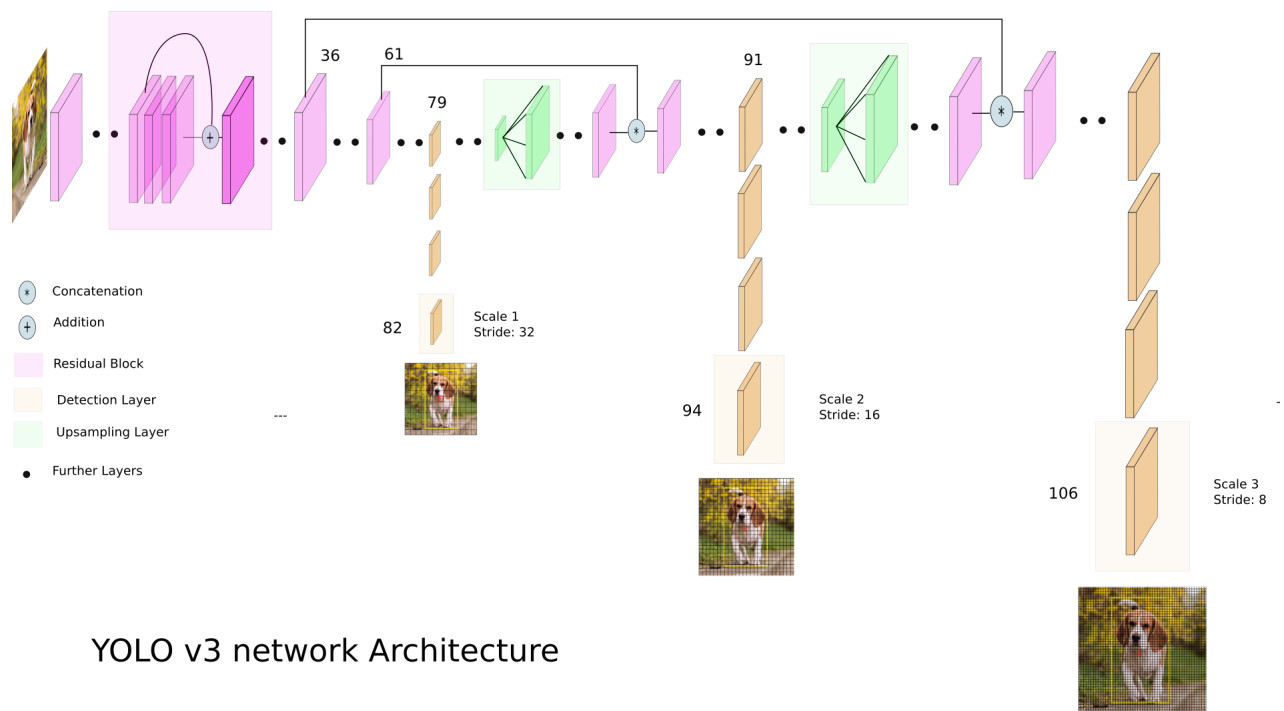 36
61
79
91
*
*
+
82
Scale 1
Stride: 32
94
Scale 2
Stride: 16
106
Scale 3
Stride: 8
* Concatenation
+ Addition
Residual Block
Detection Layer
---
Upsampling Layer
Further Layers
YOLO v3 network Architecture